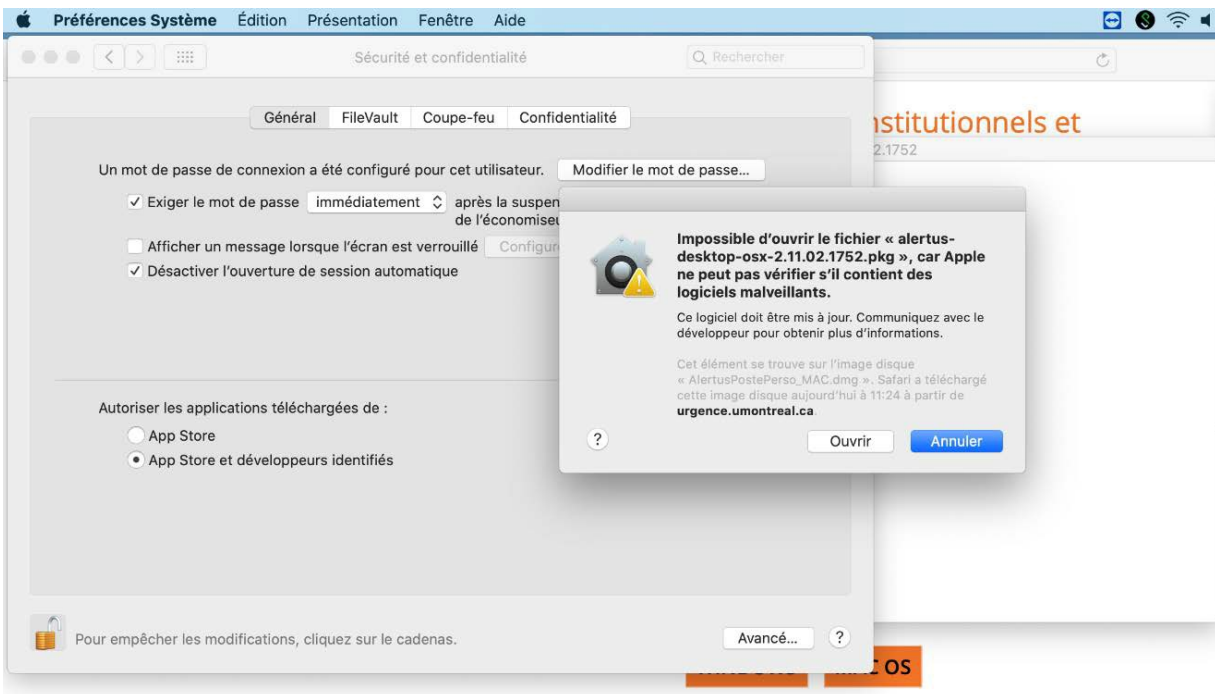 Préférences Système Édition Présentation Fenêtre Aide
Sécurité et confidentialité
Rechercher
Général FileVault Coupe-feu Confidentialité
nstitutionnels et
2.1752
Un mot de passe de connexion a été configuré pour cet utilisateur. Modifier le mot de passe...
Exiger le mot de passe immédiatement après la suspen
de l'économiseu
Afficher un message lorsque l'écran est verrouillé Configur
Désactiver l'ouverture de session automatique
Impossible d'ouvrir le fichier « alertus-
desktop-osx-2.11.02.1752.pkg », car Apple
ne peut pas vérifier s'il contient des
logiciels malveillants.
Ce logiciel doit être mis à jour. Communiquez avec le
développeur pour obtenir plus d'informations.
Cet élément se trouve sur l'image disque
« AlertusPostePerso_MAC.dmg ». Safari a téléchargé
cette image disque aujourd'hui à 11:24 à partir de
urgence.umontreal.ca.
? Ouvrir Annuler
Autoriser les applications téléchargées de :
App Store
App Store et développeurs identifiés
Pour empêcher les modifications, cliquez sur le cadenas.
Avancé... ?
OS